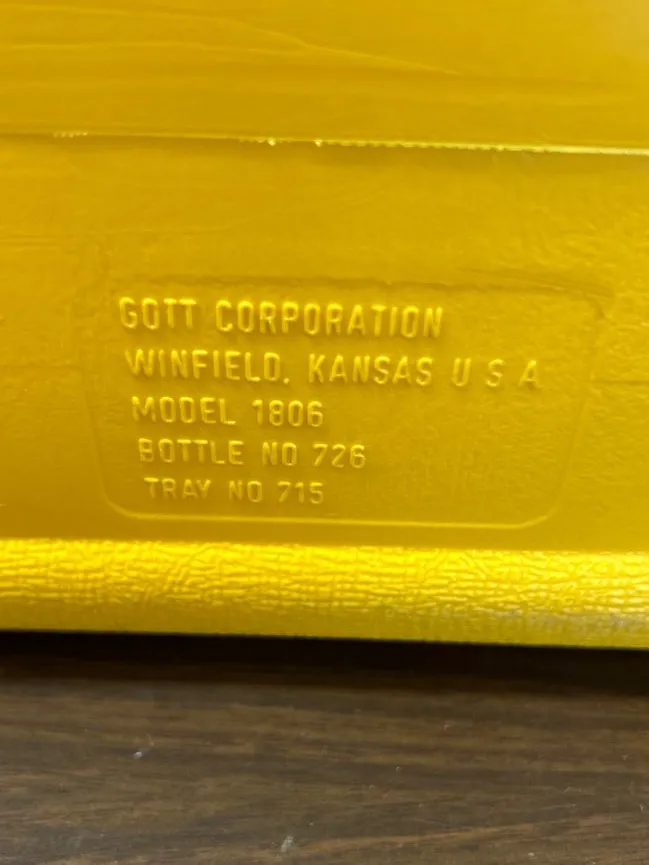 GOTT CORPORATION
WINFIELD, KANSAS U S A
MODEL 1806
BOTTLE NO 726
TRAY NO 715